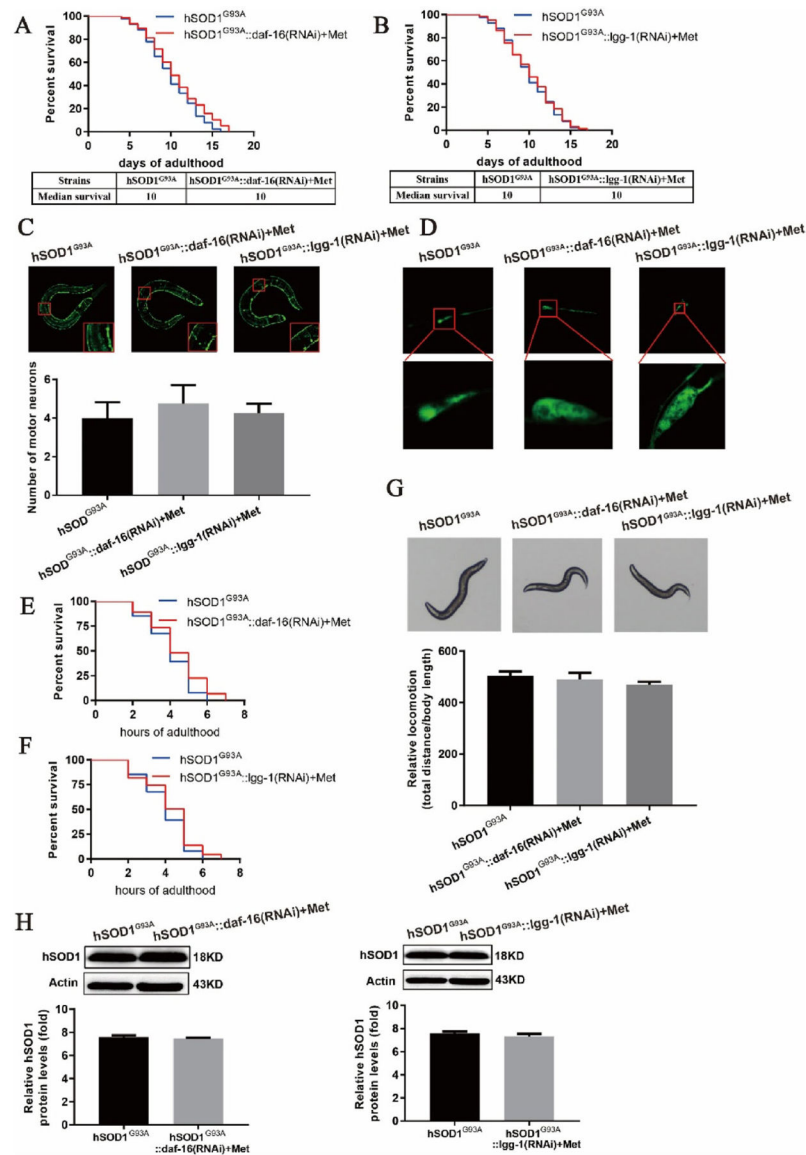 A
hSOD1G93A
hSOD1G93A::daf-16(RNAi)+Met
Percent survival
100
80
60
40
20
0
0 5 10 15 20
days of adulthood
Strains hSOD1G93A hSOD1G93A::daf-16(RNAi)+Met
Median survival 10 10
B
hSOD1G93A
hSOD1G93A::lgg-1(RNAi)+Met
Percent survival
100
80
60
40
20
0
0 5 10 15 20
days of adulthood
Strains hSOD1G93A hSOD1G93A::lgg-1(RNAi)+Met
Median survival 10 10
C
hSOD1G93A
hSOD1G93A::daf-16(RNAi)+Met
hSOD1G93A::lgg-1(RNAi)+Met
Number of motor neurons
6
4
2
0
hSODG93A
hSODG93A::daf-16(RNAi)+Met
hSODG93A::lgg-1(RNAi)+Met
D
hSOD1G93A
hSOD1G93A::daf-16(RNAi)+Met
hSOD1G93A::lgg-1(RNAi)+Met
E
hSOD1G93A
hSOD1G93A::daf-16(RNAi)+Met
Percent survival
100
75
50
25
0
0 2 4 6 8
hours of adulthood
F
hSOD1G93A
hSOD1G93A::lgg-1(RNAi)+Met
Percent survival
100
75
50
25
0
0 2 4 6 8
hours of adulthood
G
hSOD1G93A
hSOD1G93A::daf-16(RNAi)+Met
hSOD1G93A::lgg-1(RNAi)+Met
Relative locomotion
(total distance/body length)
600
400
200
0
hSOD1G93A
hSOD1G93A::daf-16(RNAi)+Met
hSOD1G93A::lgg-1(RNAi)+Met
H
hSOD1G93A hSOD1G93A::daf-16(RNAi)+Met
hSOD1 18KD
Actin 43KD
Relative hSOD1
protein levels (fold)
10
8
6
4
2
0
hSOD1G93A hSOD1G93A
::daf-16(RNAi)+Met
hSOD1G93A hSOD1G93A::lgg-1(RNAi)+Met
hSOD1 18KD
Actin 43KD
Relative hSOD1
protein levels (fold)
10
8
6
4
2
0
hSOD1G93A hSOD1G93A
::lgg-1(RNAi)+Met